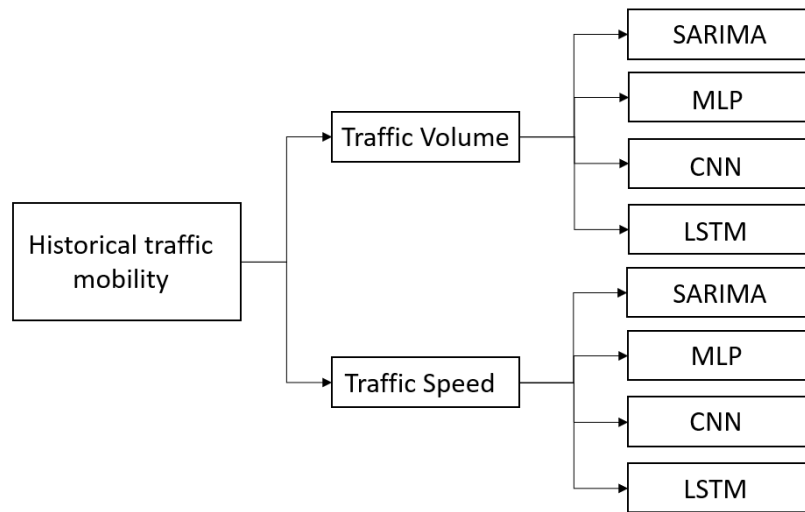 Historical traffic
mobility
Traffic Volume
SARIMA
MLP
CNN
LSTM
Traffic Speed
SARIMA
MLP
CNN
LSTM